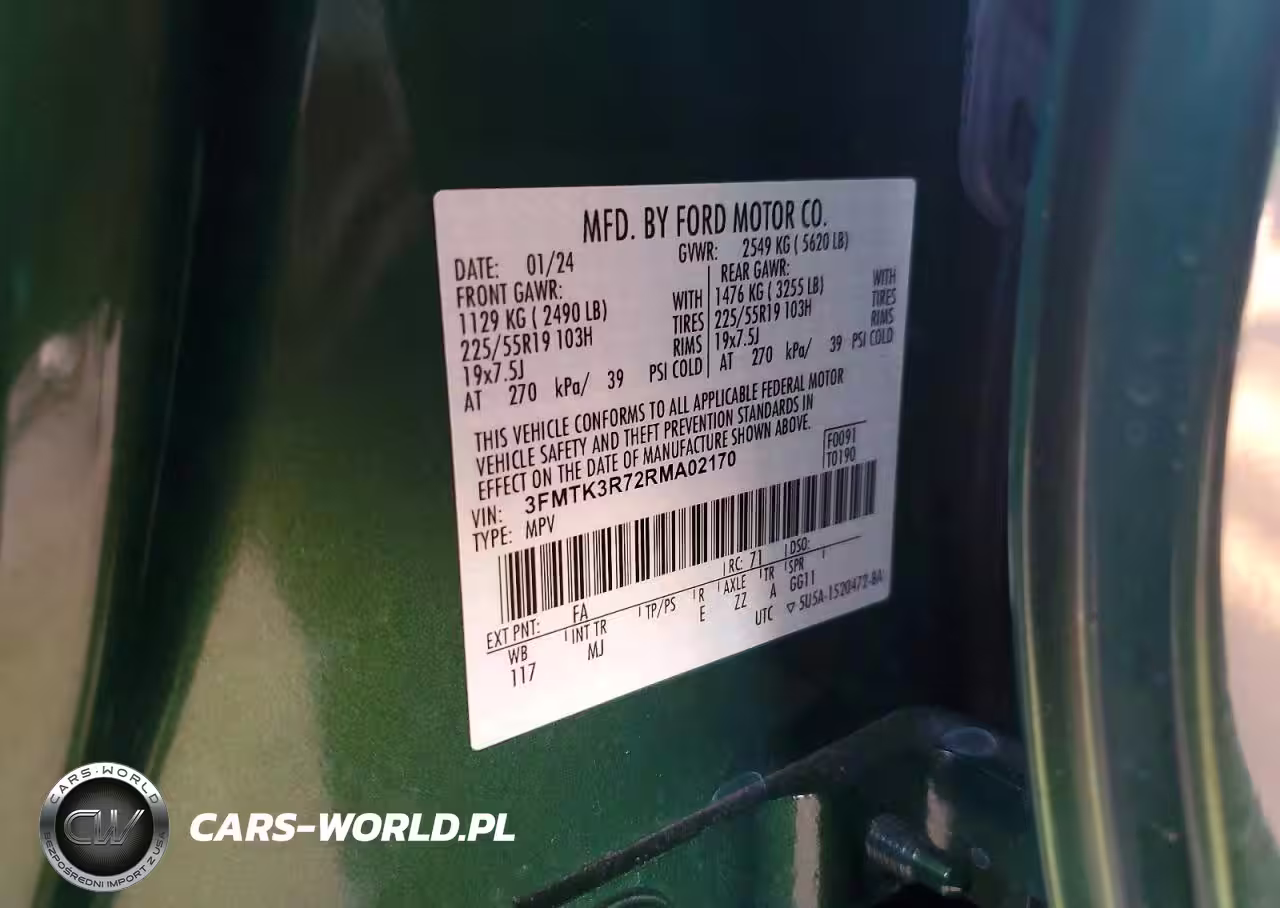 MFD. BY FORD MOTOR CO.
DATE: 01/24
GVWR: 2549 KG ( 5620 LB)
FRONT GAWR:
1129 KG ( 2490 LB) WITH
225/55R19 103H TIRES
19x7.5J RIMS
AT 270 kPa/ 39 PSI COLD
REAR GAWR:
1476 KG ( 3255 LB) WITH
225/55R19 103H TIRES
19x7.5J RIMS
AT 270 kPa/ 39 PSI COLD
THIS VEHICLE CONFORMS TO ALL APPLICABLE FEDERAL MOTOR
VEHICLE SAFETY AND THEFT PREVENTION STANDARDS IN
EFFECT ON THE DATE OF MANUFACTURE SHOWN ABOVE.
F0091
T0190
VIN: 3FMTK3R72RMA02170
TYPE: MPV
EXT PNT: FA RC: 71 DSO:
WB INT TR TP/PS R AXLE TR SPR
117 MJ E ZZ A GG11
UTC ▽ 5U5A-1520472-BA
CARS-WORLD
CW
BEZPOŚREDNI IMPORT Z USA
CARS-WORLD.PL